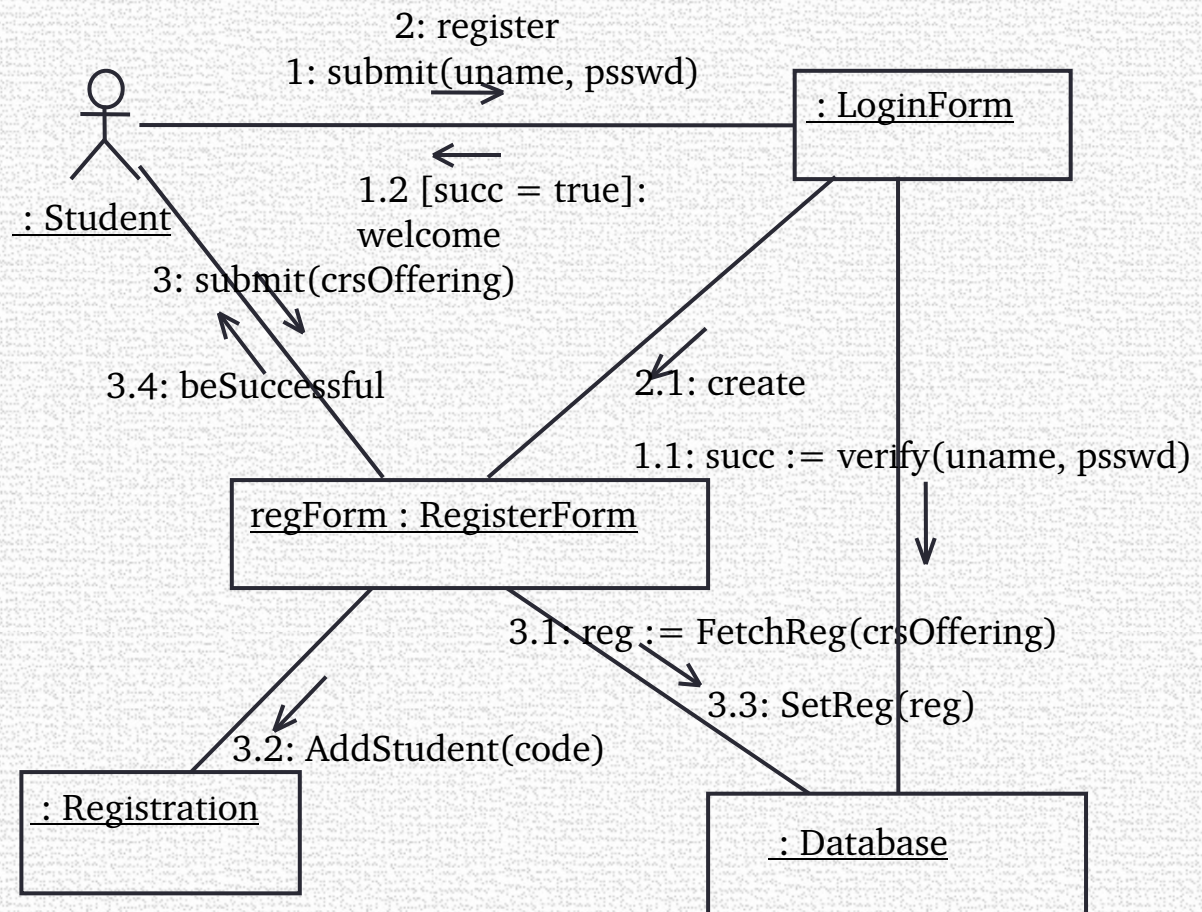 2: register
1: submit(uname, psswd)
: LoginForm
1.2 [succ = true]:
welcome
: Student
3: submit(crsOffering)
3.4: beSuccessful
2.1: create
1.1: succ := verify(uname, psswd)
regForm : RegisterForm
3.1: reg := FetchReg(crsOffering)
3.3: SetReg(reg)
3.2: AddStudent(code)
: Registration
: Database